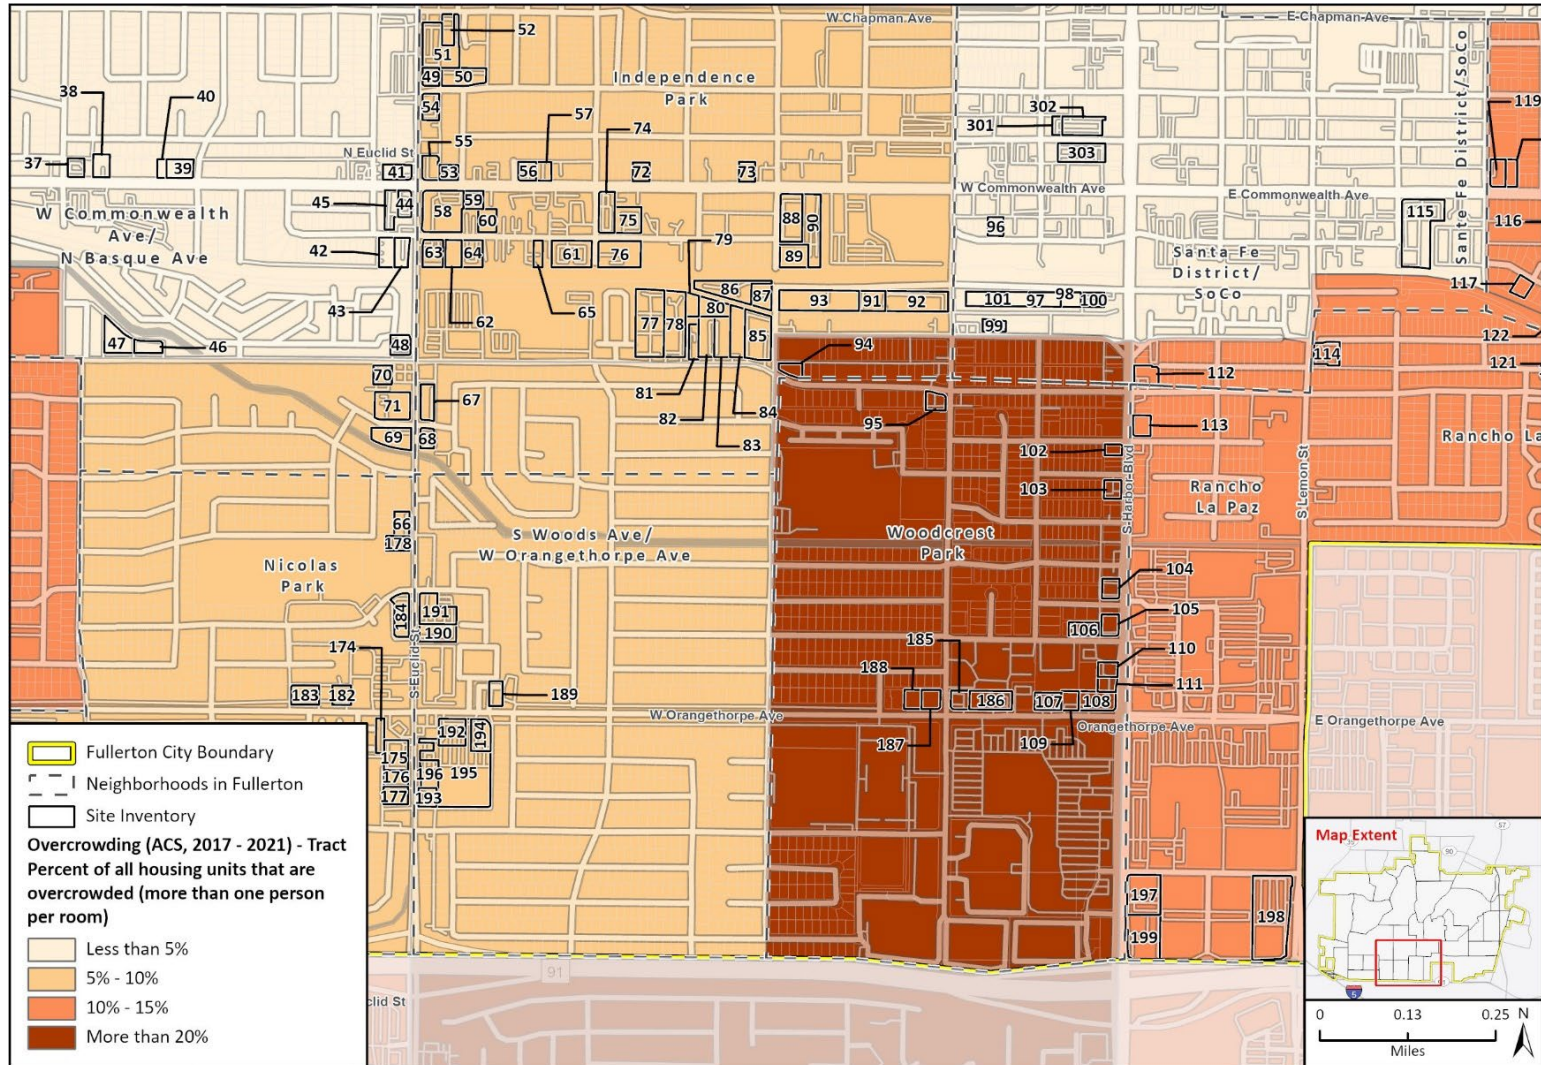 W Chapman Ave
E Chapman Ave
52
51
Independence
Park
49
50
38
40
54
57
74
302
301
303
Santa Fe District/SoCo
119
37
39
N Euclid St
41
55
53
56
72
73
W Commonwealth Ave
E Commonwealth Ave
W Commonwealth
Ave/
N Basque Ave
45
44
58
59
60
75
88
90
96
115
116
42
43
63
64
61
76
79
89
Santa Fe
District/
SoCo
117
62
65
77
78
86
87
80
85
93
91
92
101
97
98
100
99
122
47
46
48
94
114
121
70
71
67
81
82
83
84
95
112
69
68
113
102
Rancho La
103
S Harbor Blvd
Rancho
La Paz
S Lemon St
66
178
S Woods Ave/
W Orangethorpe Ave
Woodcrest
Park
Nicolas
Park
104
184
191
190
S Euclid St
105
106
174
185
188
110
111
183
182
189
186
107
108
W Orangethorpe Ave
Orangethorpe Ave
E Orangethorpe Ave
187
109
192
194
175
176
177
196
195
193
197
198
199
91
clid St
Fullerton City Boundary
Neighborhoods in Fullerton
Site Inventory
Overcrowding (ACS, 2017 - 2021) - Tract
Percent of all housing units that are
overcrowded (more than one person
per room)
Less than 5%
5% - 10%
10% - 15%
More than 20%
Map Extent
57
90
5
0 0.13 0.25
Miles
N